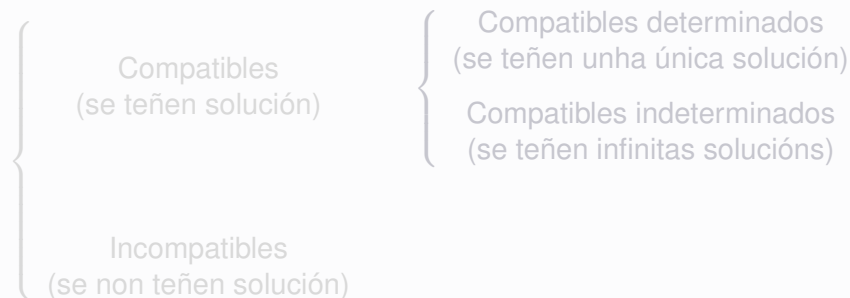 Compatibles
(se teñen solución)
Compatibles determinados
(se teñen unha única solución)
Compatibles indeterminados
(se teñen infinitas solucións)
Incompatibles
(se non teñen solución)